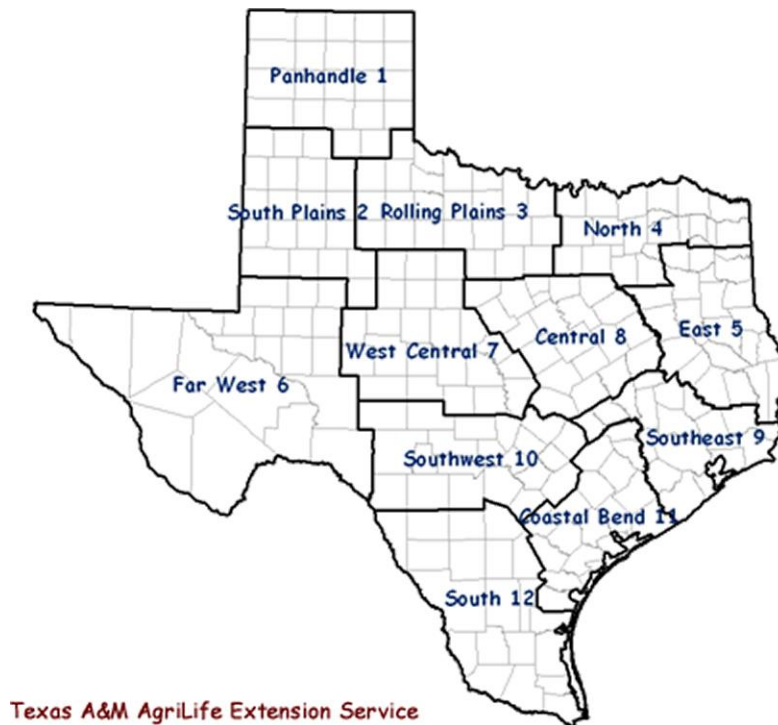 Panhandle 1
South Plains 2
Rolling Plains 3
North 4
Central 8
East 5
West Central 7
Far West 6
Southeast 9
Southwest 10
Coastal Bend 11
South 12
Texas A&M AgriLife Extension Service